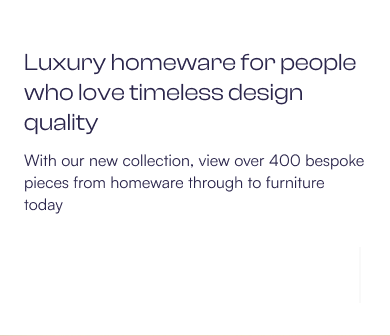 Luxury homeware for people
who love timeless design
quality
With our new collection, view over 400 bespoke
pieces from homeware through to furniture
today